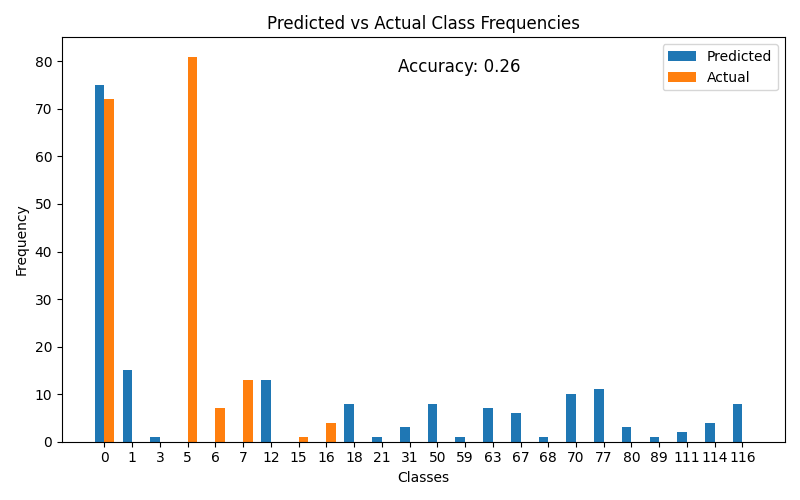 Predicted vs Actual Class Frequencies
Accuracy: 0.26
Predicted
Actual
80
70
60
50
40
30
20
10
0
Frequency
0 1 3 5 6 7 12 15 16 18 21 31 50 59 63 67 68 70 77 80 89 111 114 116
Classes